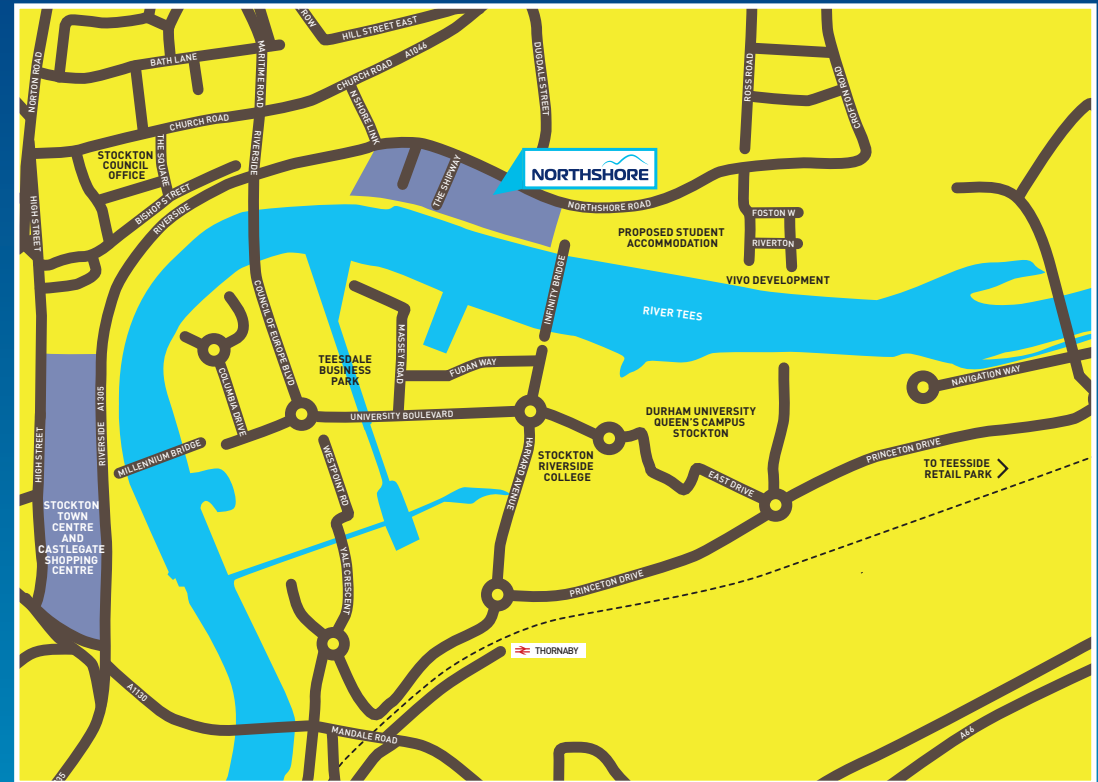 ROW
HILL STREET EAST
NORTON ROAD
BATH LANE
MARITIME ROAD
CHURCH ROAD A1046
DUGDALE STREET
ROSS ROAD
CROFTON ROAD
N SHORE LINK
CHURCH ROAD
THE SQUARE
RIVERSIDE
STOCKTON
COUNCIL
OFFICE
THE SHIPWAY
NORTHSHORE
BISHOP STREET
RIVERSIDE
HIGH STREET
NORTHSHORE ROAD
FOSTON W
RIVERTON
PROPOSED STUDENT
ACCOMMODATION
VIVO DEVELOPMENT
INFINITY BRIDGE
RIVER TEES
COUNCIL OF EUROPE BLVD
MASSEY ROAD
TEESDALE
BUSINESS
PARK
FUDAN WAY
COLUMBIA DRIVE
NAVIGATION WAY
RIVERSIDE A1305
UNIVERSITY BOULEVARD
DURHAM UNIVERSITY
QUEEN'S CAMPUS
STOCKTON
HIGH STREET
MILLENNIUM BRIDGE
WESTPOINT RD
HARVARD AVENUE
STOCKTON
RIVERSIDE
COLLEGE
EAST DRIVE
PRINCETON DRIVE
TO TEESSIDE
RETAIL PARK
STOCKTON
TOWN
CENTRE
AND
CASTLEGATE
SHOPPING
CENTRE
YALE CRESCENT
PRINCETON DRIVE
THORNABY
A1130
MANDALE ROAD
A66